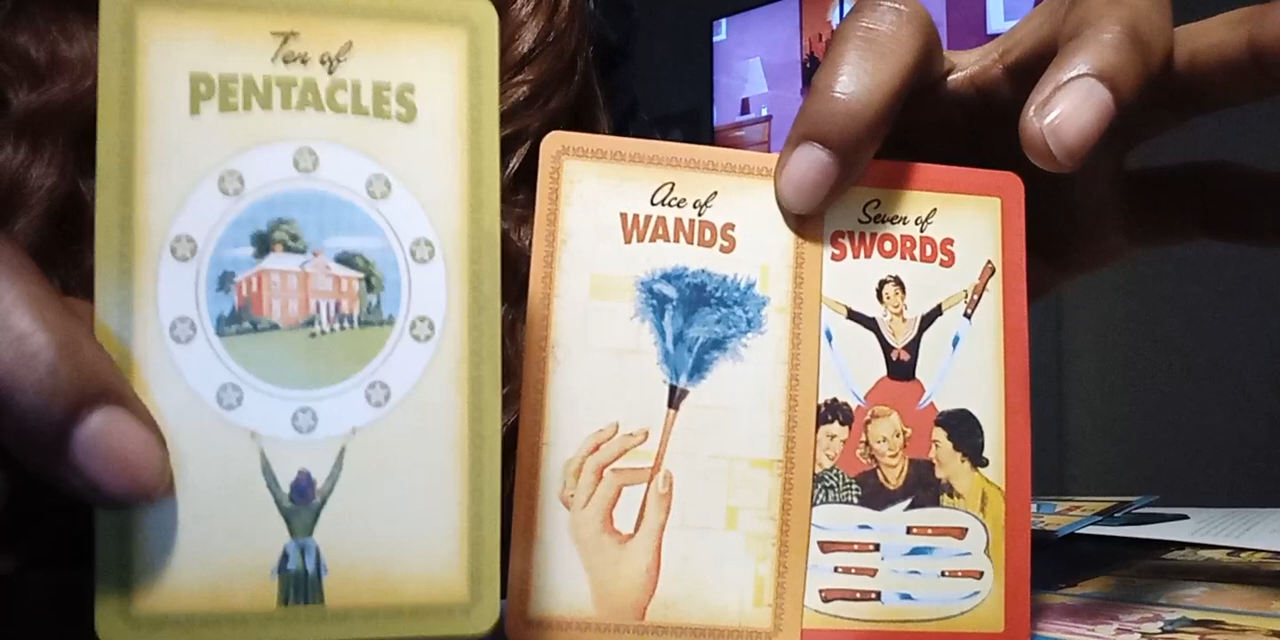 Ten of
PENTACLES
Ace of
WANDS
Seven of
SWORDS